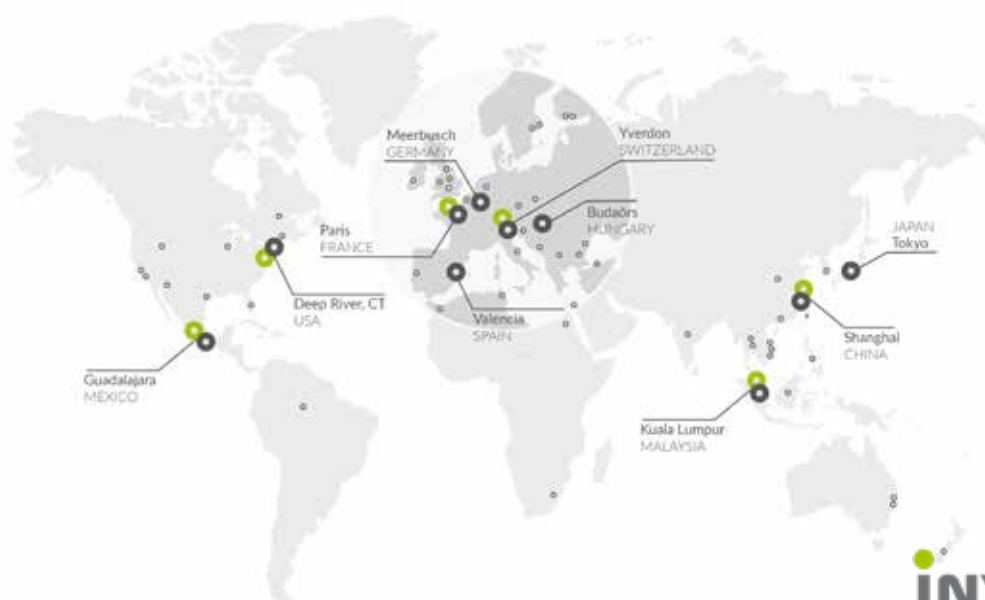 Meerbusch
GERMANY
Yverdon
SWITZERLAND
Paris
FRANCE
Budaörs
HUNGARY
JAPAN
Tokyo
Deep River, CT
USA
Valencia
SPAIN
Shanghai
CHINA
Guadalajara
MEXICO
Kuala Lumpur
MALAYSIA